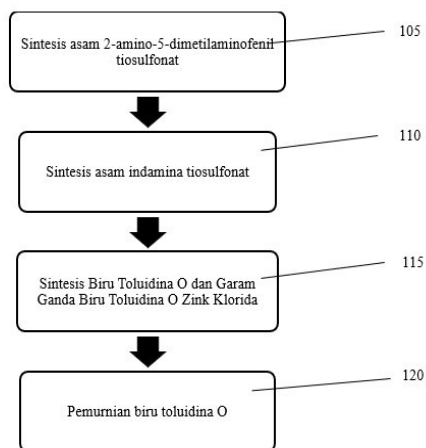 Sintesis asam 2-amino-5-dimetilaminofenil
tiosulfonat
105
Sintesis asam indamina tiosulfonat
110
Sintesis Biru Toluidina O dan Garam
Ganda Biru Toluidina O Zink Klorida
115
Pemurnian biru toluidina O
120